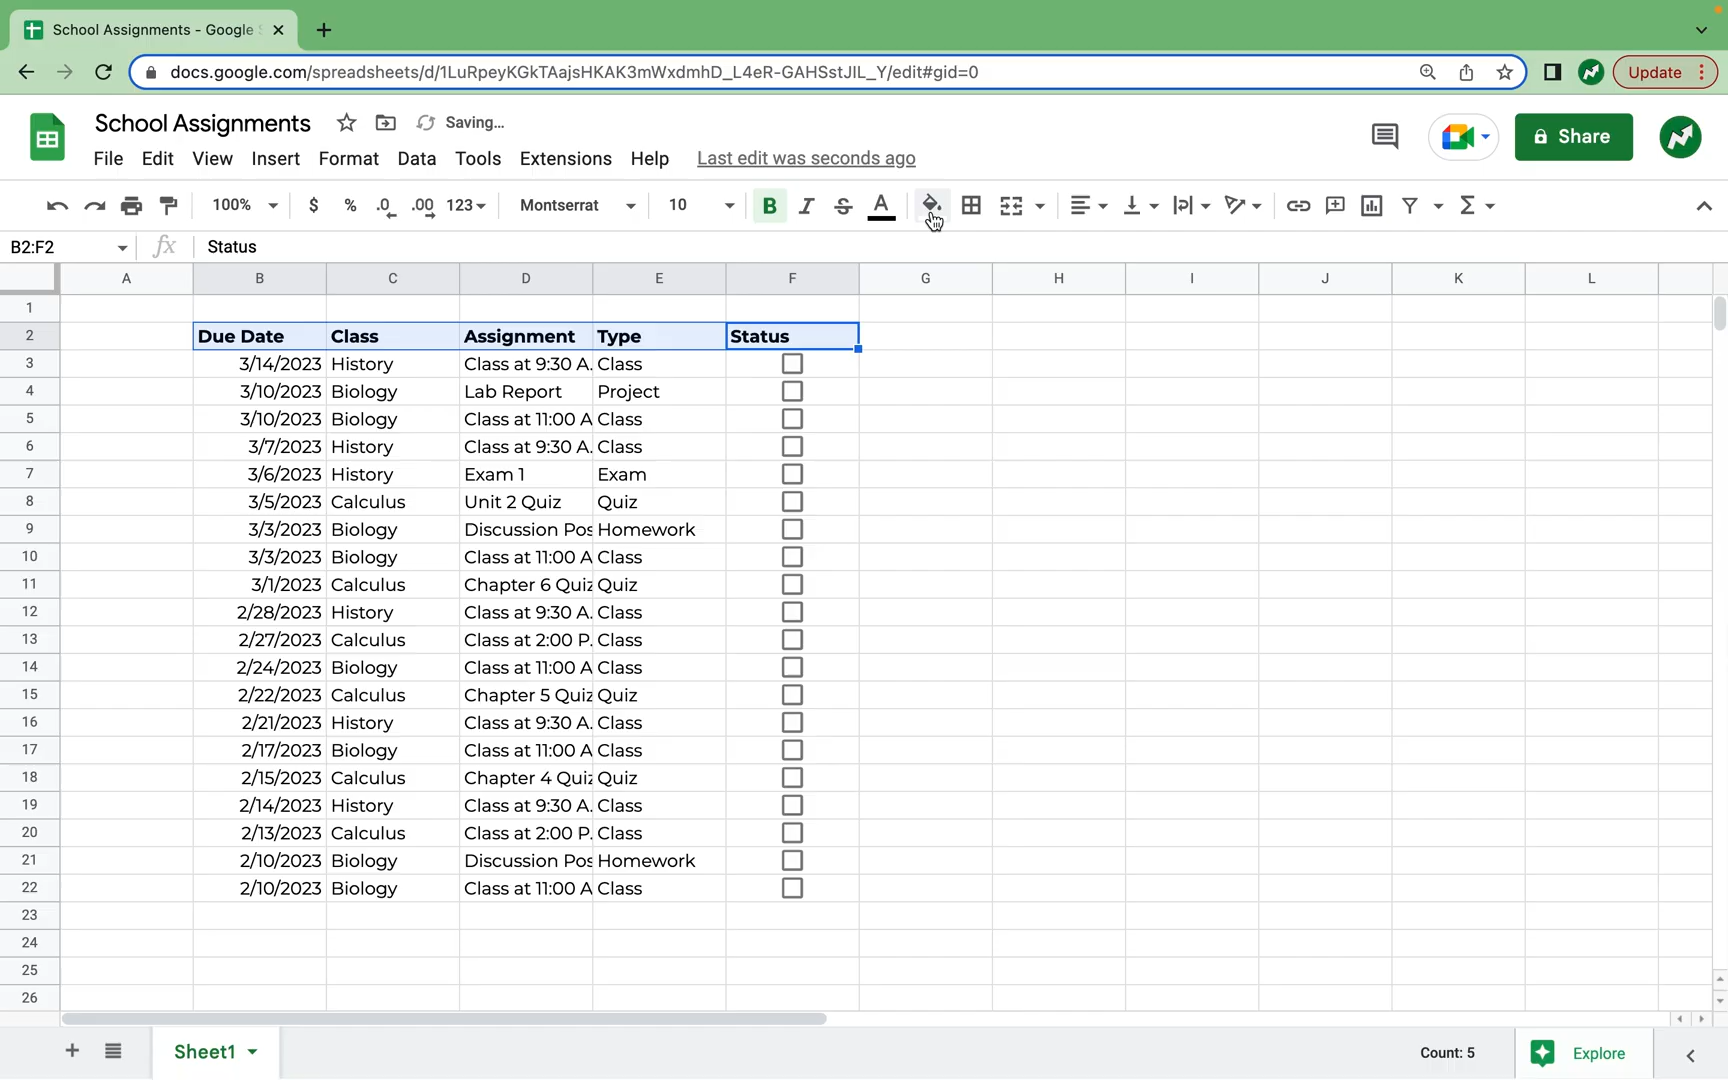 School Assignments - Google S
docs.google.com/spreadsheets/d/1LuRpeyKGkTAajsHKAK3mWxdmhD_L4eR-GAHSstJIL_Y/edit#gid=0
Update
School Assignments Saving...
File Edit View Insert Format Data Tools Extensions Help Last edit was seconds ago
Share
100% $ % .0 .00 123 Montserrat 10 B I S A Σ
B2:F2 fx Status
A B C D E F G H I J K L
1
2 Due Date Class Assignment Type Status
3 3/14/2023 History Class at 9:30 A. Class
4 3/10/2023 Biology Lab Report Project
5 3/10/2023 Biology Class at 11:00 A Class
6 3/7/2023 History Class at 9:30 A. Class
7 3/6/2023 History Exam 1 Exam
8 3/5/2023 Calculus Unit 2 Quiz Quiz
9 3/3/2023 Biology Discussion Pos Homework
10 3/3/2023 Biology Class at 11:00 A Class
11 3/1/2023 Calculus Chapter 6 Quiz Quiz
12 2/28/2023 History Class at 9:30 A. Class
13 2/27/2023 Calculus Class at 2:00 P. Class
14 2/24/2023 Biology Class at 11:00 A Class
15 2/22/2023 Calculus Chapter 5 Quiz Quiz
16 2/21/2023 History Class at 9:30 A. Class
17 2/17/2023 Biology Class at 11:00 A Class
18 2/15/2023 Calculus Chapter 4 Quiz Quiz
19 2/14/2023 History Class at 9:30 A. Class
20 2/13/2023 Calculus Class at 2:00 P. Class
21 2/10/2023 Biology Discussion Pos Homework
22 2/10/2023 Biology Class at 11:00 A Class
23
24
25
26
Sheet1 Count: 5 Explore